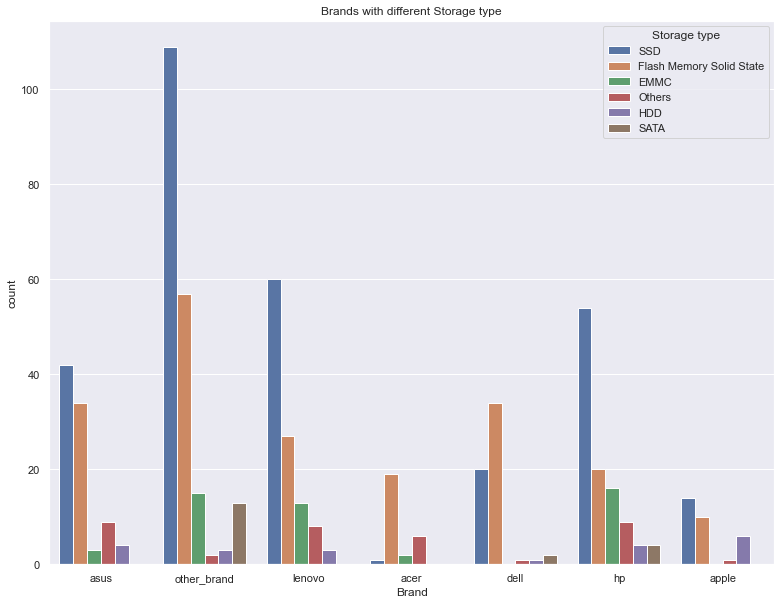 Brands with different Storage type
Storage type
SSD
Flash Memory Solid State
EMMC
Others
HDD
SATA
100
80
60
40
20
0
count
asus other_brand lenovo acer dell hp apple
Brand